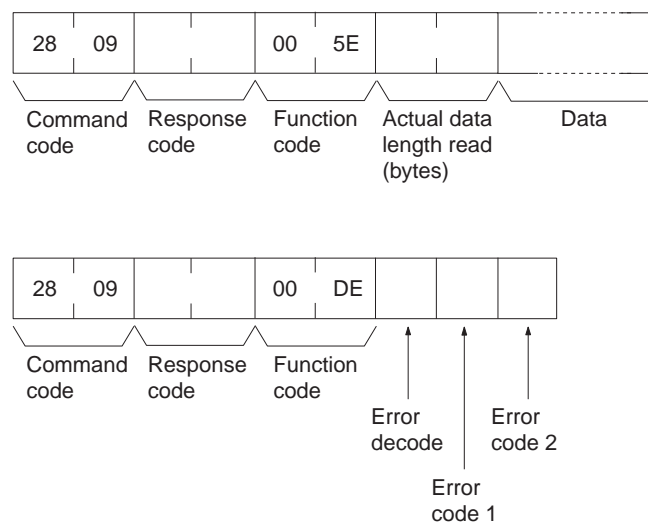 28 09 00 5E
Command code
Response code
Function code
Actual data length read (bytes)
Data
28 09 00 DE
Command code
Response code
Function code
Error decode
Error code 1
Error code 2